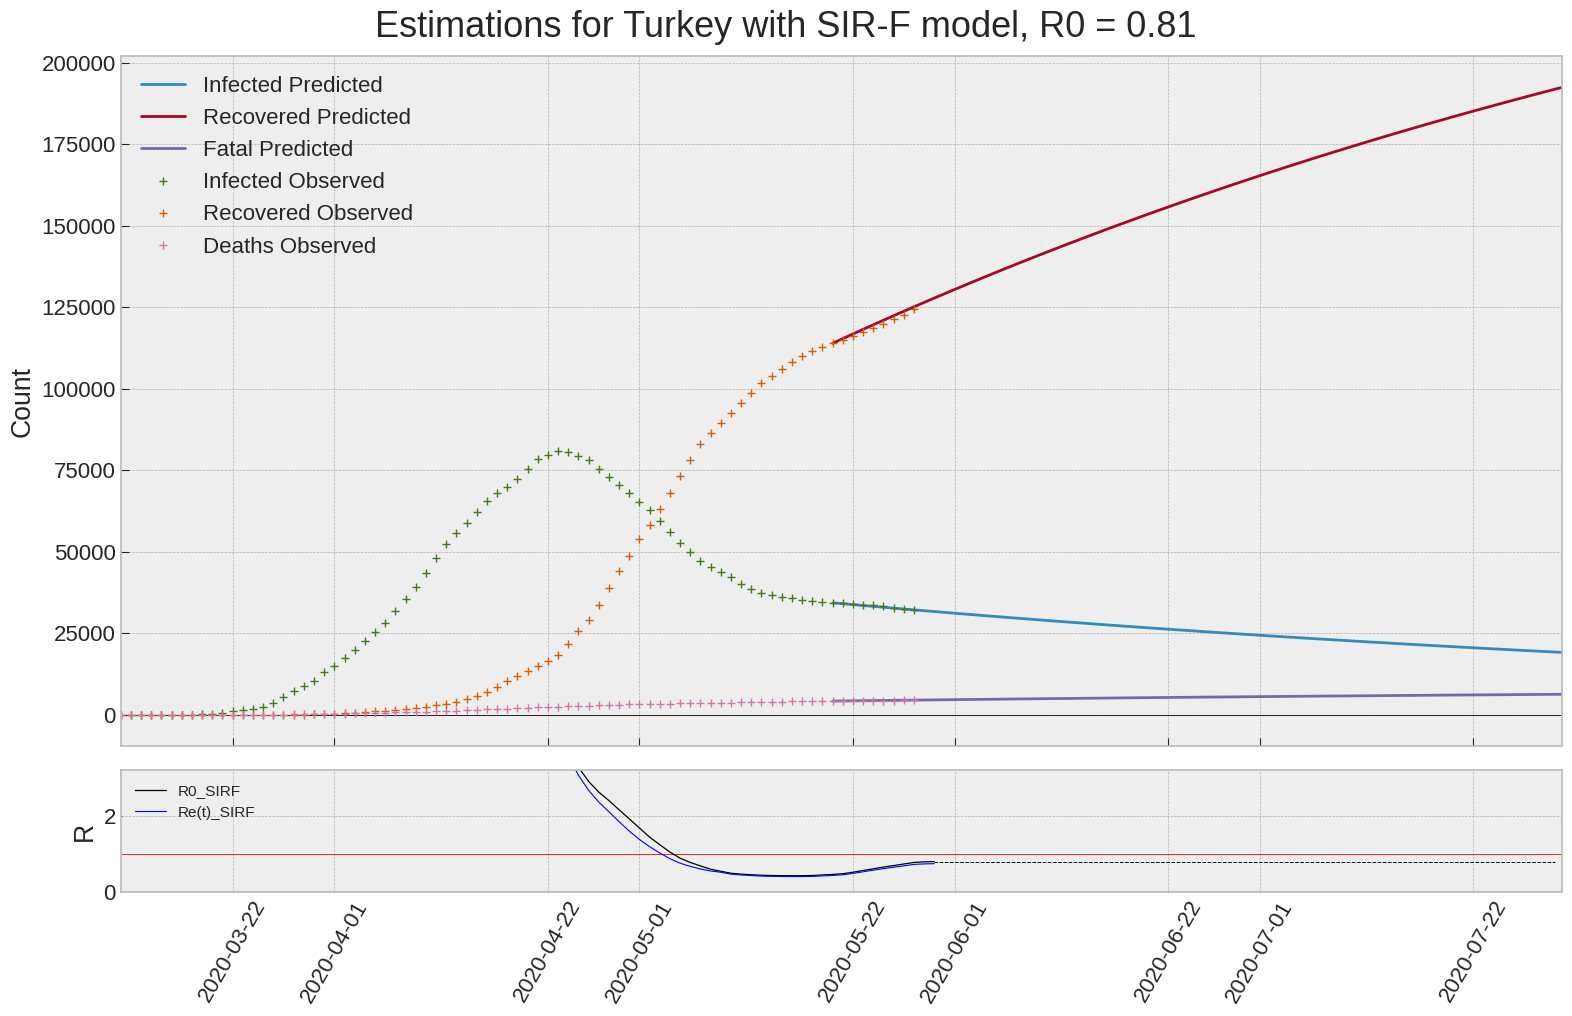 Estimations for Turkey with SIR-F model, R0 = 0.81
200000
175000
150000
125000
100000
75000
50000
25000
0
Count
Infected Predicted
Recovered Predicted
Fatal Predicted
Infected Observed
Recovered Observed
Deaths Observed
2
0
R
R0_SIRF
Re(t)_SIRF
2020-03-22
2020-04-01
2020-04-22
2020-05-01
2020-05-22
2020-06-01
2020-06-22
2020-07-01
2020-07-22